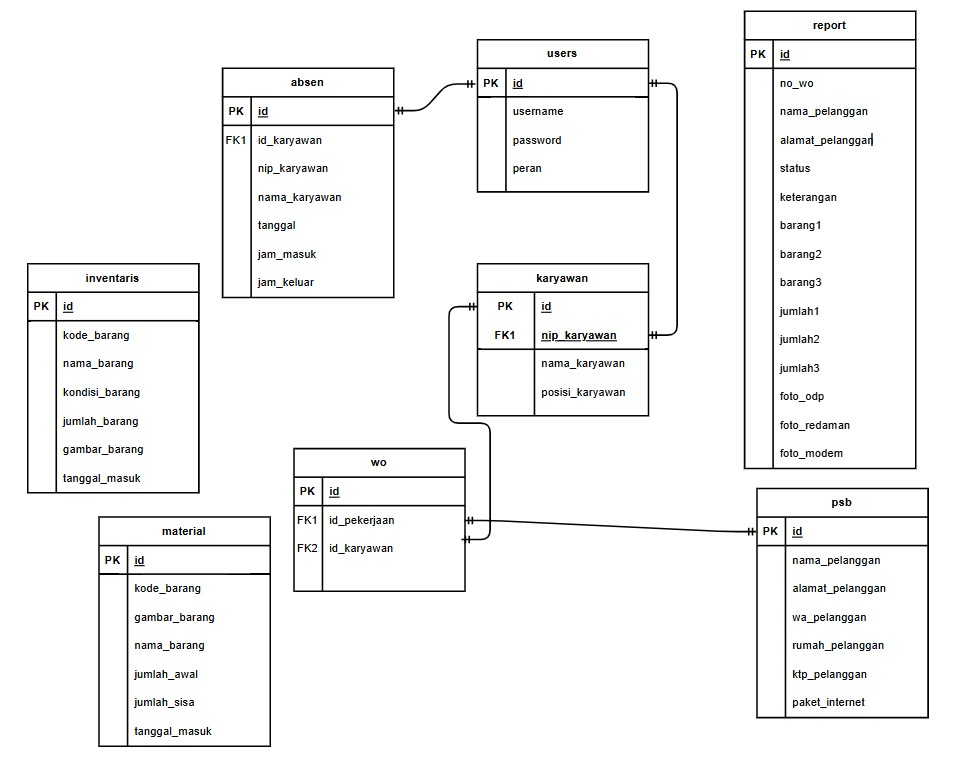 report
PK id
no_wo
nama_pelanggan
alamat_pelanggan
status
keterangan
barang1
barang2
barang3
jumlah1
jumlah2
jumlah3
foto_odp
foto_redaman
foto_modem
users
PK id
username
password
peran
absen
PK id
FK1 id_karyawan
nip_karyawan
nama_karyawan
tanggal
jam_masuk
jam_keluar
inventaris
PK id
kode_barang
nama_barang
kondisi_barang
jumlah_barang
gambar_barang
tanggal_masuk
karyawan
PK id
FK1 nip_karyawan
nama_karyawan
posisi_karyawan
wo
PK id
FK1 id_pekerjaan
FK2 id_karyawan
psb
PK id
nama_pelanggan
alamat_pelanggan
wa_pelanggan
rumah_pelanggan
ktp_pelanggan
paket_internet
material
PK id
kode_barang
gambar_barang
nama_barang
jumlah_awal
jumlah_sisa
tanggal_masuk